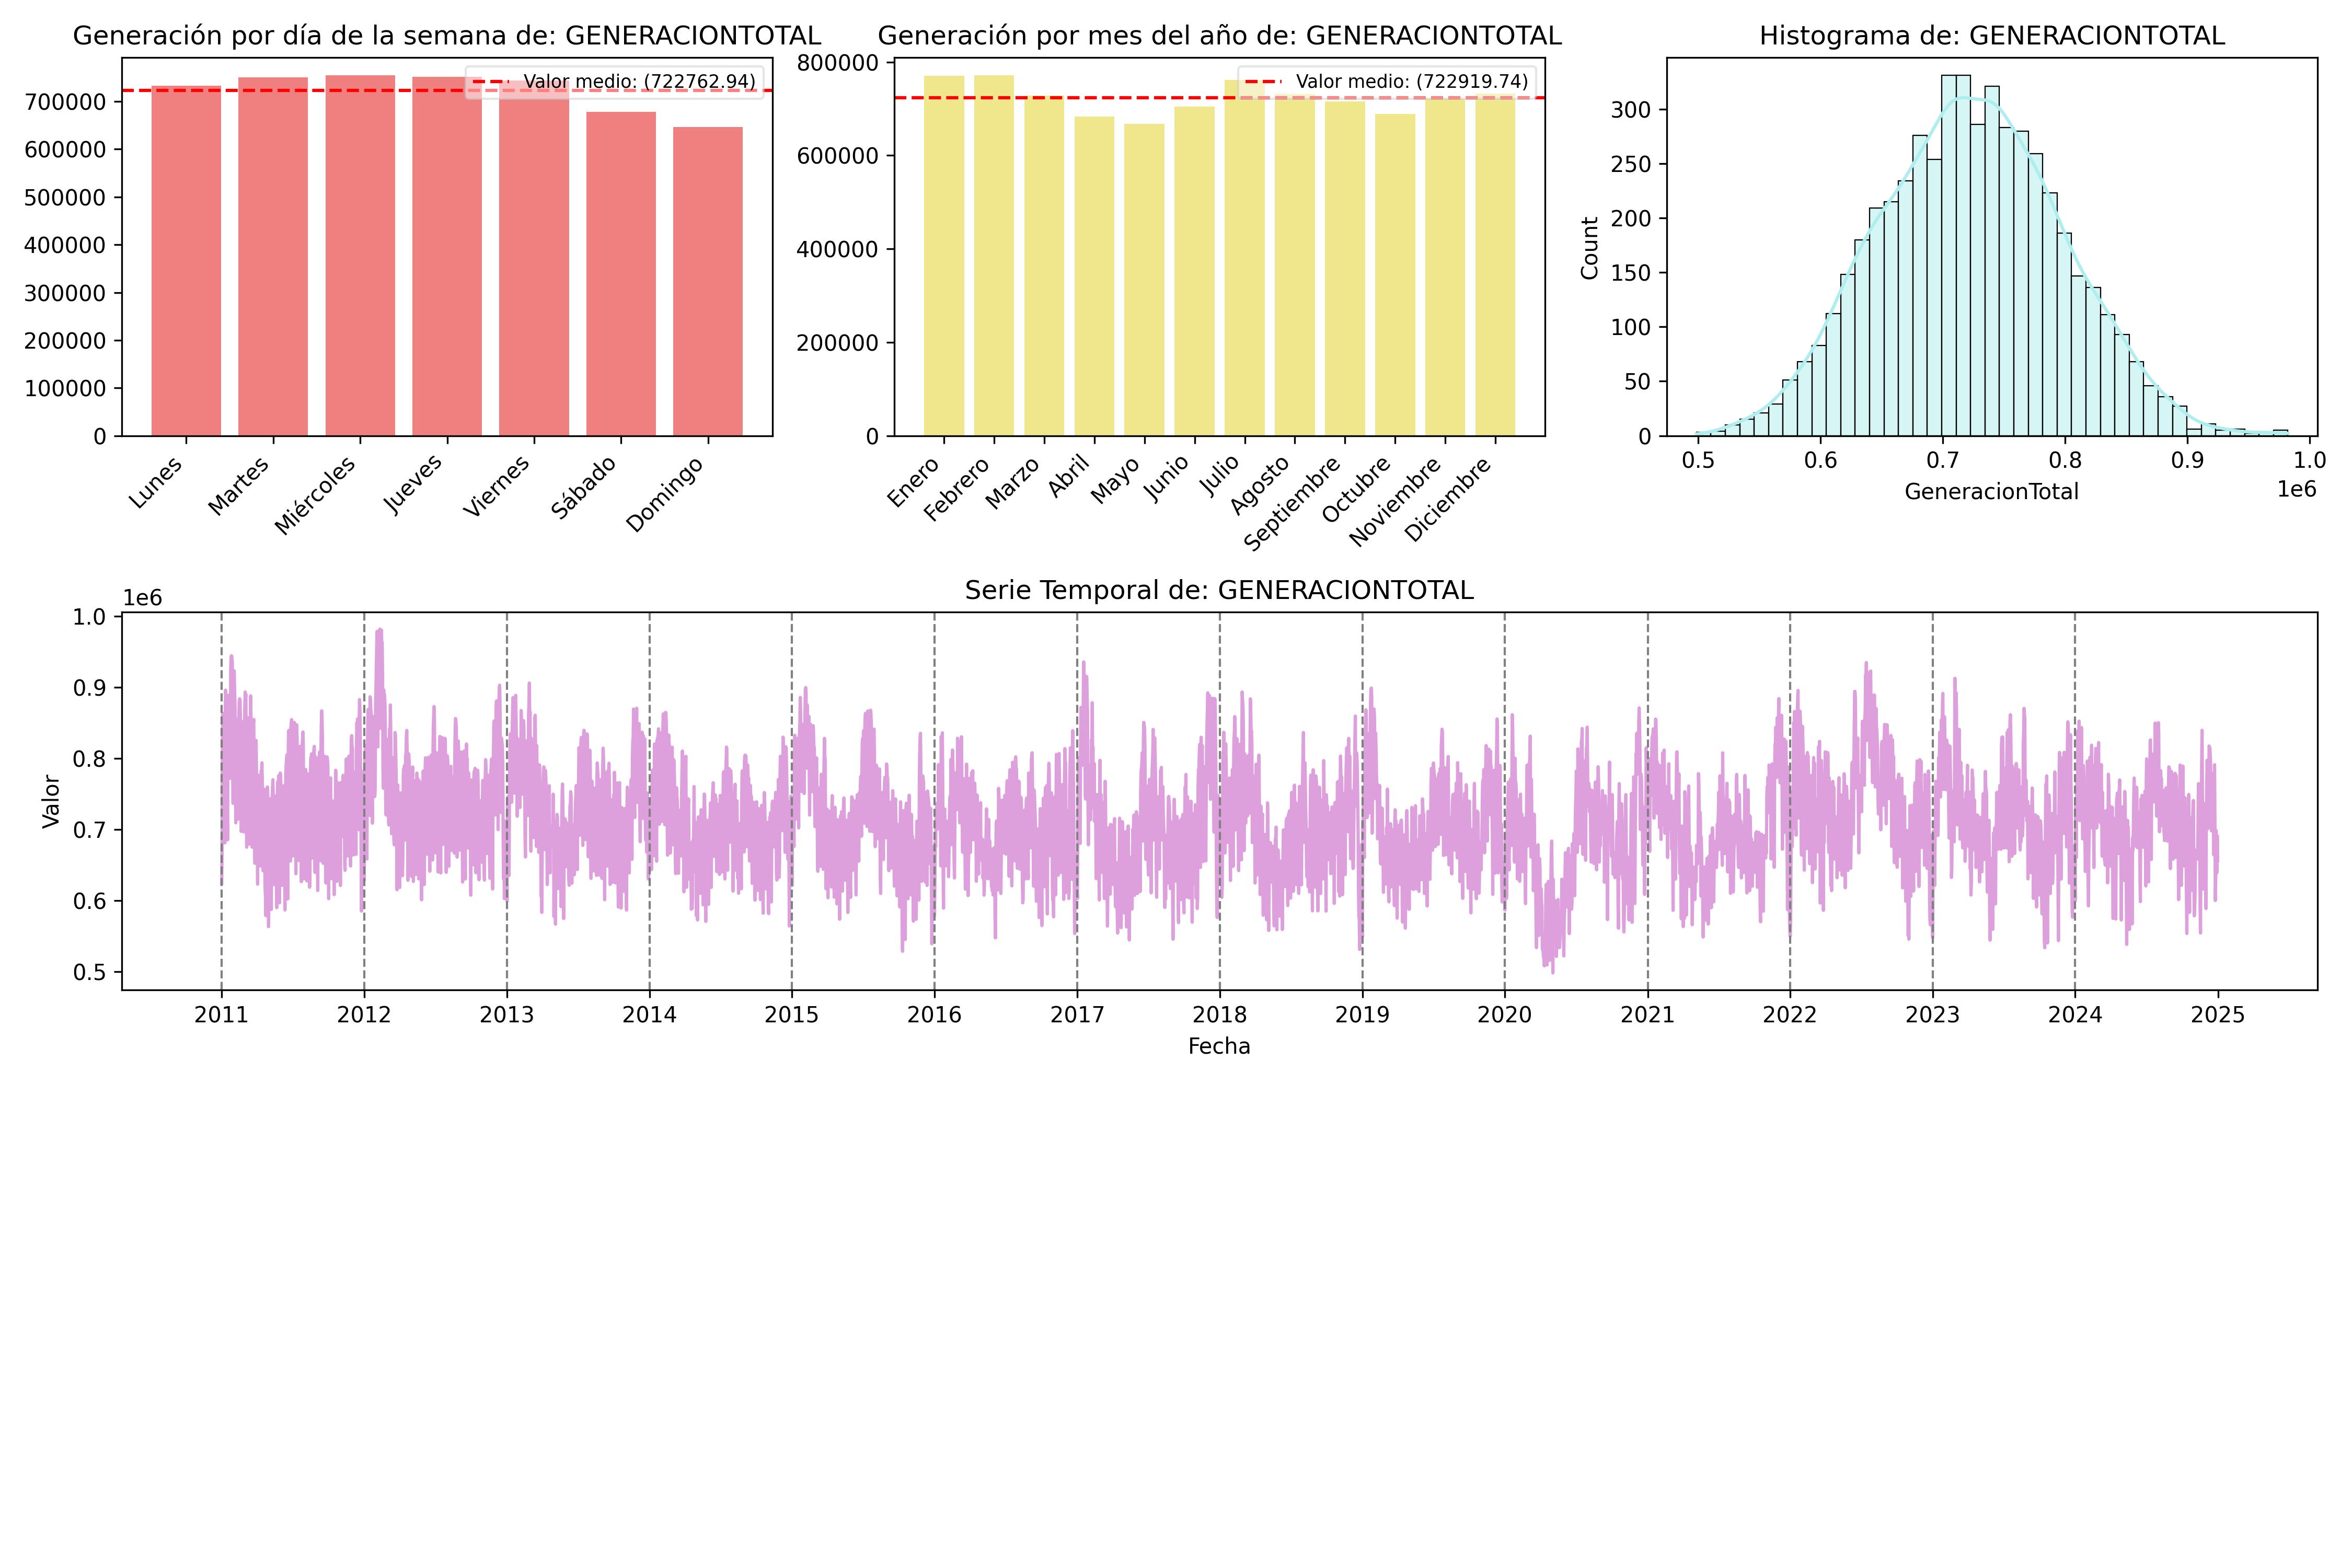 Generación por día de la semana de: GENERACIONTOTAL
Valor medio: (722762.94)
700000
600000
500000
400000
300000
200000
100000
0
Lunes
Martes
Miércoles
Jueves
Viernes
Sábado
Domingo
Generación por mes del año de: GENERACIONTOTAL
Valor medio: (722919.74)
800000
600000
400000
200000
0
Enero
Febrero
Marzo
Abril
Mayo
Junio
Julio
Agosto
Septiembre
Octubre
Noviembre
Diciembre
Histograma de: GENERACIONTOTAL
Count
300
250
200
150
100
50
0
0.5 0.6 0.7 0.8 0.9 1.0
1e6
GeneracionTotal
Serie Temporal de: GENERACIONTOTAL
1e6
Valor
1.0
0.9
0.8
0.7
0.6
0.5
2011 2012 2013 2014 2015 2016 2017 2018 2019 2020 2021 2022 2023 2024 2025
Fecha